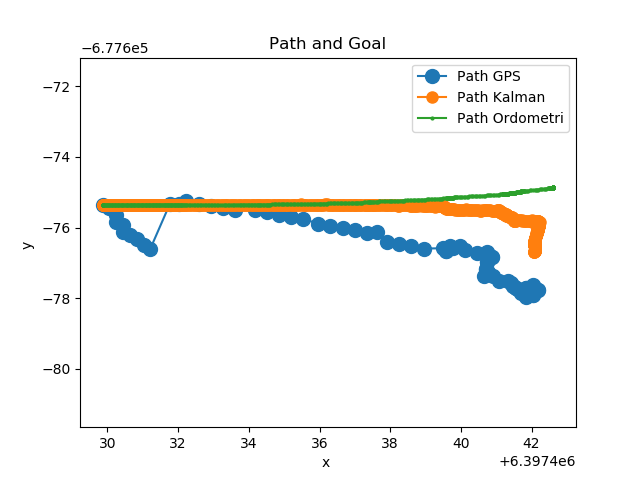 Path and Goal
−6.776e5
Path GPS
Path Kalman
Path Ordometri
−72
−74
−76
−78
−80
y
30 32 34 36 38 40 42
x
+6.3974e6